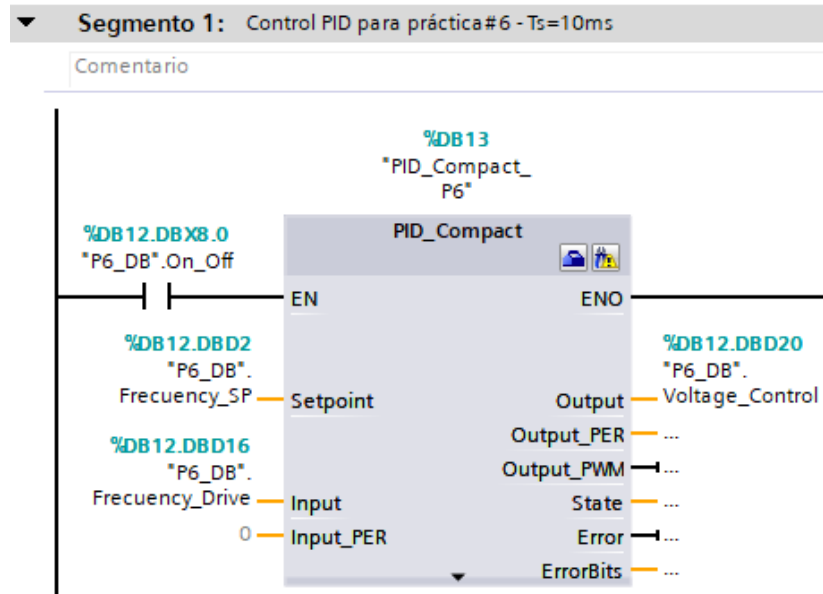 Segmento 1: Control PID para práctica#6 - Ts=10ms
Comentario
%DB13
"PID_Compact_
P6"
PID_Compact
%DB12.DBX8.0
"P6_DB".On_Off
EN
ENO
%DB12.DBD2
"P6_DB".
Frecuency_SP
Setpoint
%DB12.DBD20
"P6_DB".
Voltage_Control
Output
Output_PER
...
Output_PWM
...
%DB12.DBD16
"P6_DB".
Frecuency_Drive
Input
State
...
0
Input_PER
Error
...
ErrorBits
...